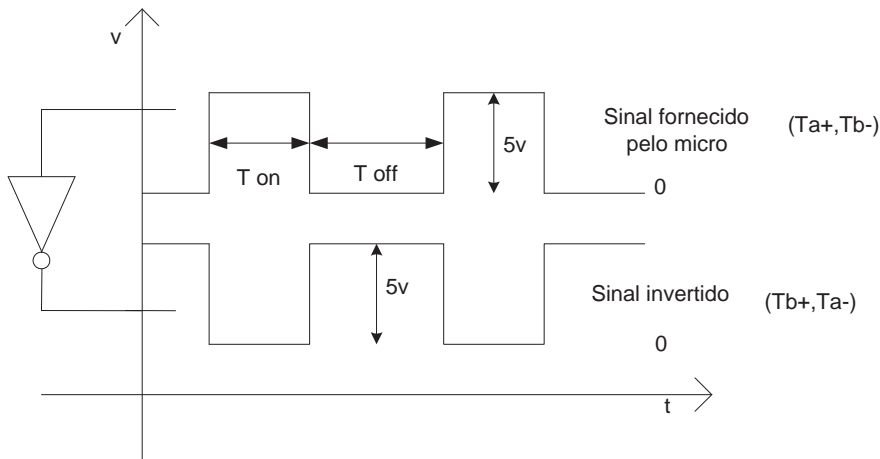 v
Sinal fornecido
pelo micro
(Ta+,Tb-)
5v
T on
T off
0
5v
Sinal invertido
(Tb+,Ta-)
0
t